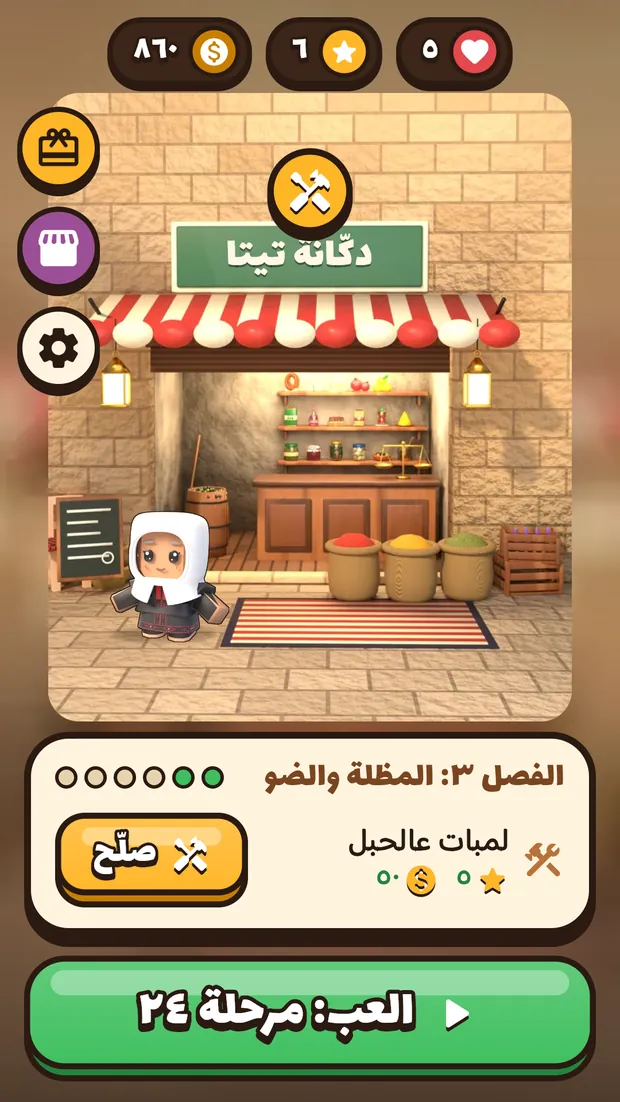 ٨٦٠
٦
٥
دكّانة تيتا
الفصل ٣: المظلة والضو
لمبات عالحبل
٥ ٥٠
صلّح
العب: مرحلة ٢٤